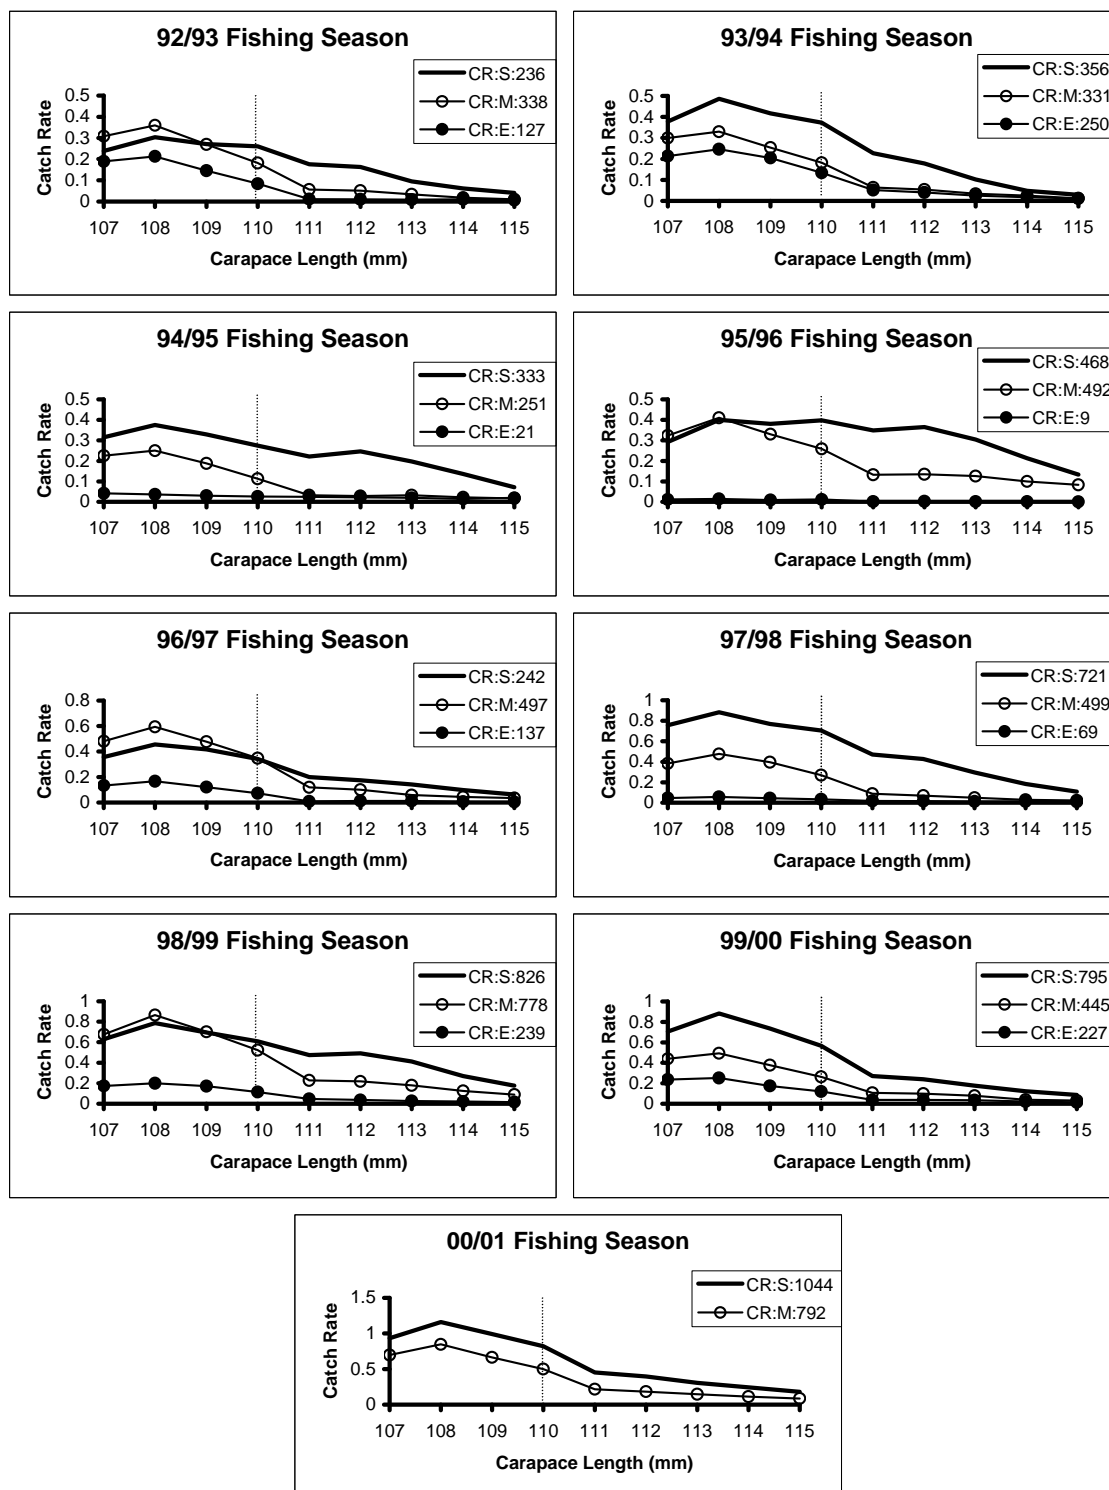 92/93 Fishing Season
CR:S:236
CR:M:338
CR:E:127
Catch Rate
0.5
0.4
0.3
0.2
0.1
0
107 108 109 110 111 112 113 114 115
Carapace Length (mm)
93/94 Fishing Season
CR:S:356
CR:M:331
CR:E:250
Catch Rate
0.5
0.4
0.3
0.2
0.1
0
107 108 109 110 111 112 113 114 115
Carapace Length (mm)
94/95 Fishing Season
CR:S:333
CR:M:251
CR:E:21
Catch Rate
0.5
0.4
0.3
0.2
0.1
0
107 108 109 110 111 112 113 114 115
Carapace Length (mm)
95/96 Fishing Season
CR:S:468
CR:M:492
CR:E:9
Catch Rate
0.5
0.4
0.3
0.2
0.1
0
107 108 109 110 111 112 113 114 115
Carapace Length (mm)
96/97 Fishing Season
CR:S:242
CR:M:497
CR:E:137
Catch Rate
0.8
0.6
0.4
0.2
0
107 108 109 110 111 112 113 114 115
Carapace Length (mm)
97/98 Fishing Season
CR:S:721
CR:M:499
CR:E:69
Catch Rate
1
0.8
0.6
0.4
0.2
0
107 108 109 110 111 112 113 114 115
Carapace Length (mm)
98/99 Fishing Season
CR:S:826
CR:M:778
CR:E:239
Catch Rate
1
0.8
0.6
0.4
0.2
0
107 108 109 110 111 112 113 114 115
Carapace Length (mm)
99/00 Fishing Season
CR:S:795
CR:M:445
CR:E:227
Catch Rate
1
0.8
0.6
0.4
0.2
0
107 108 109 110 111 112 113 114 115
Carapace Length (mm)
00/01 Fishing Season
CR:S:1044
CR:M:792
Catch Rate
1.5
1
0.5
0
107 108 109 110 111 112 113 114 115
Carapace Length (mm)